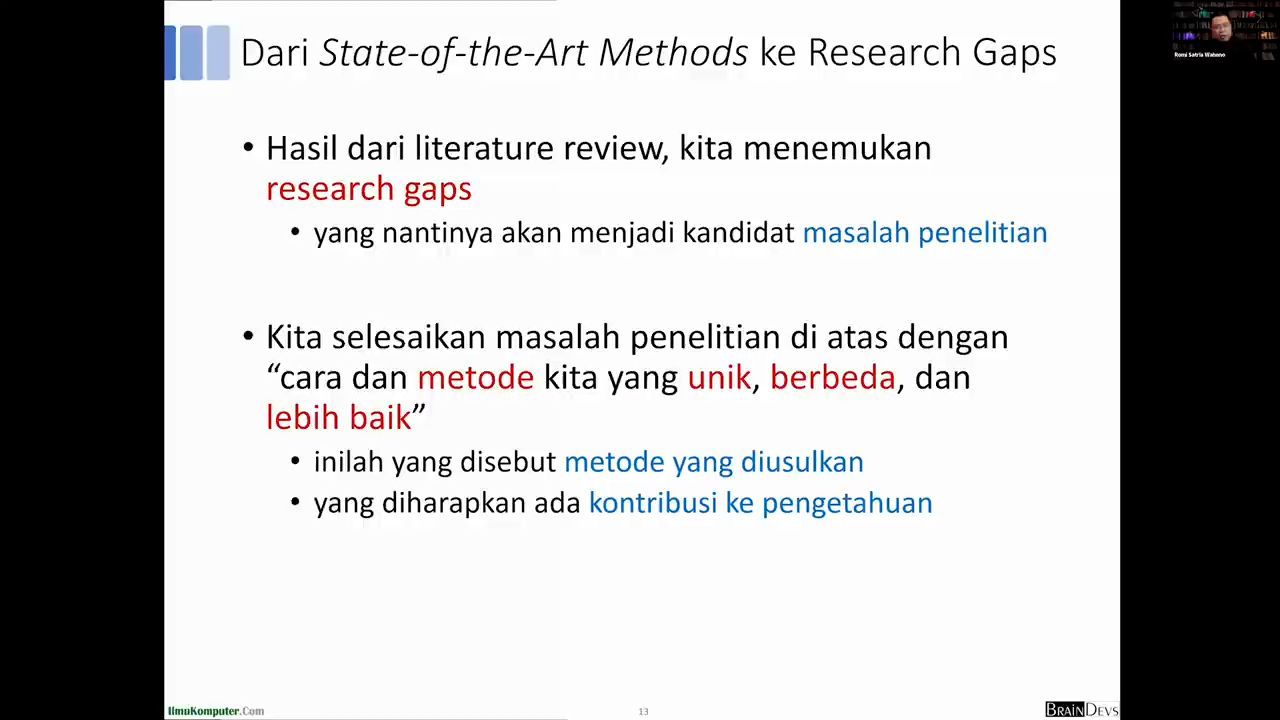 Dari State-of-the-Art Methods ke Research Gaps
Romi Satria Wahono
• Hasil dari literature review, kita menemukan
research gaps
• yang nantinya akan menjadi kandidat masalah penelitian
• Kita selesaikan masalah penelitian di atas dengan
“cara dan metode kita yang unik, berbeda, dan
lebih baik”
• inilah yang disebut metode yang diusulkan
• yang diharapkan ada kontribusi ke pengetahuan
IlmuKomputer.Com
13
BRAINDEVS